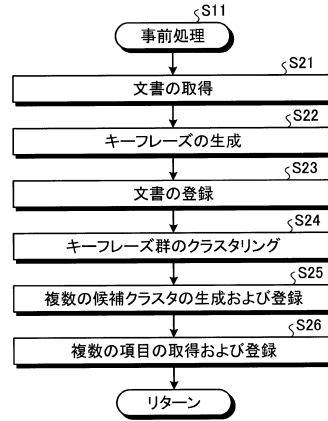 S11
事前処理
S21
文書の取得
S22
キーフレーズの生成
S23
文書の登録
S24
キーフレーズ群のクラスタリング
S25
複数の候補クラスタの生成および登録
S26
複数の項目の取得および登録
リターン